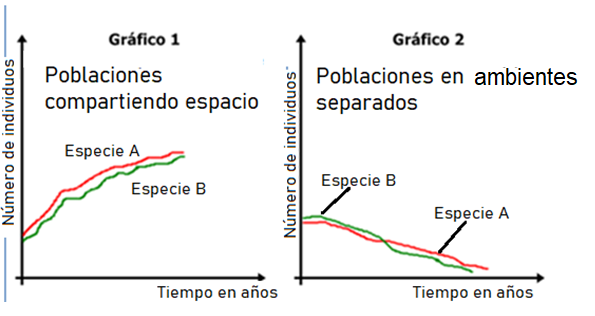 Gráfico 1
Poblaciones
compartiendo espacio
Número de individuos
Especie A
Especie B
Tiempo en años
Gráfico 2
Poblaciones en ambientes
separados
Número de individuos
Especie B
Especie A
Tiempo en años